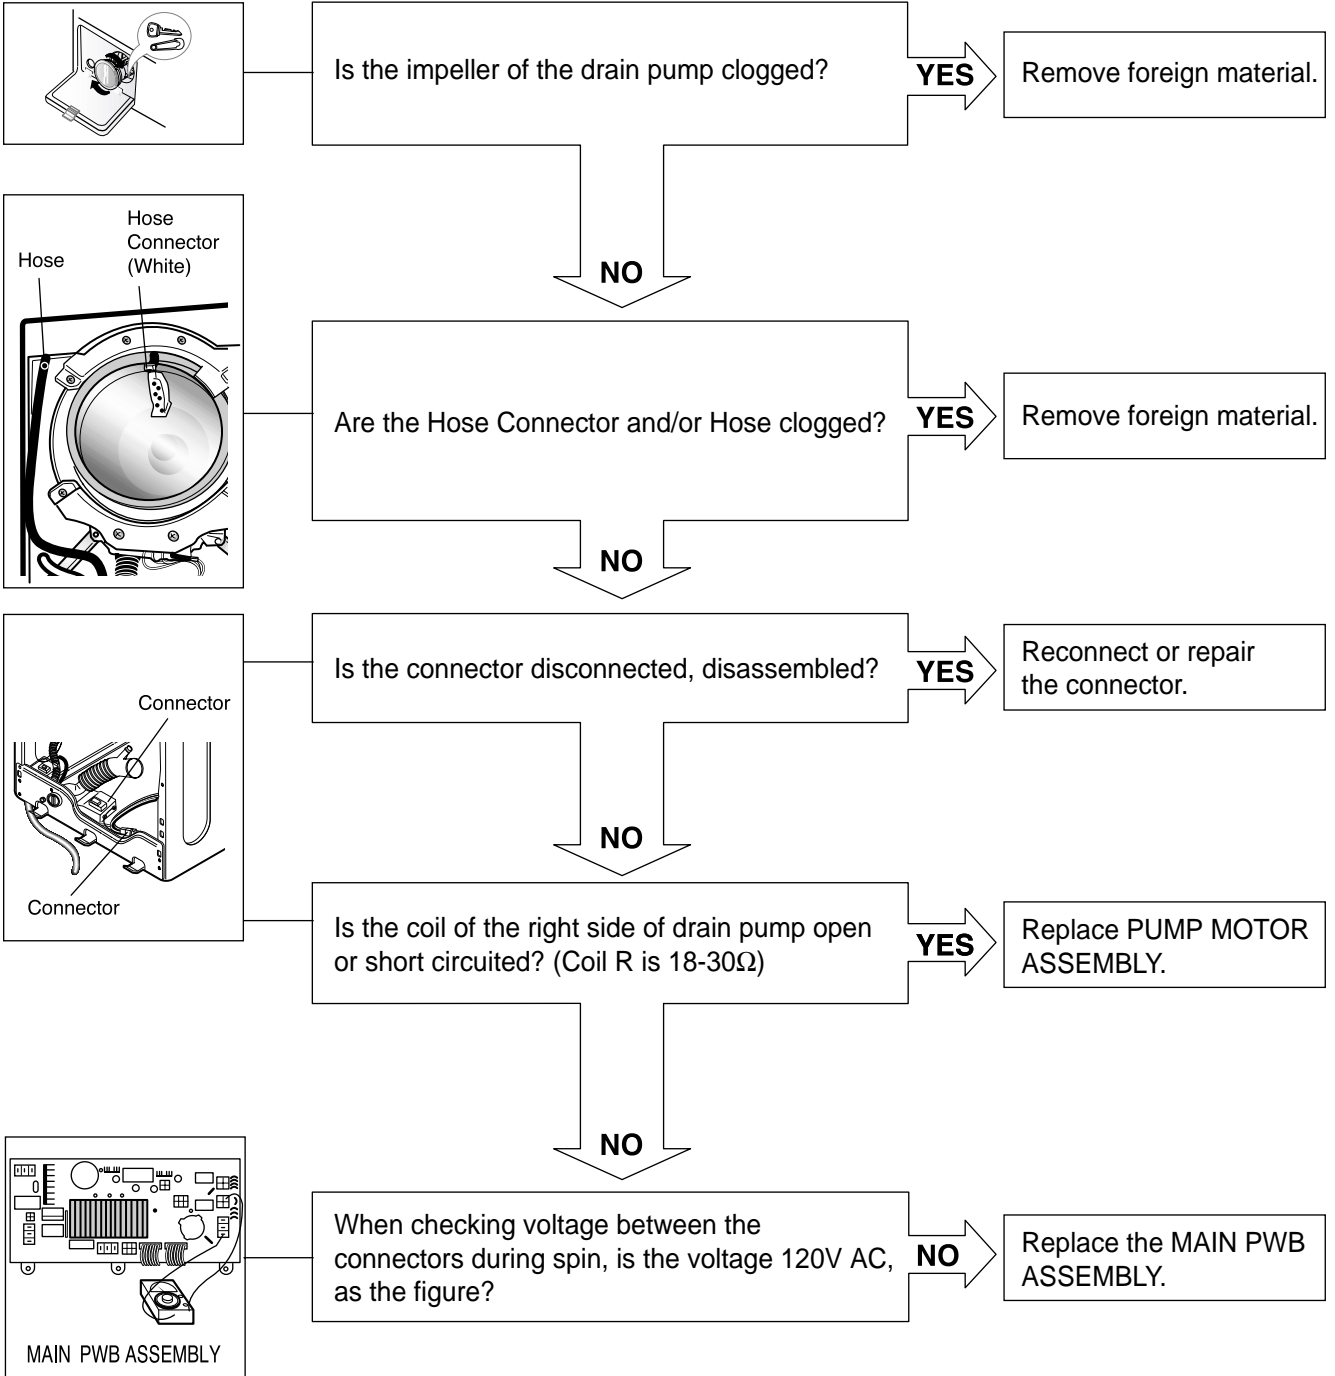 Is the impeller of the drain pump clogged?
YES
Remove foreign material.
NO
Hose
Hose
Connector
(White)
Are the Hose Connector and/or Hose clogged?
YES
Remove foreign material.
NO
Connector
Connector
Is the connector disconnected, disassembled?
YES
Reconnect or repair
the connector.
NO
Is the coil of the right side of drain pump open
or short circuited? (Coil R is 18-30Ω)
YES
Replace PUMP MOTOR
ASSEMBLY.
NO
MAIN PWB ASSEMBLY
When checking voltage between the
connectors during spin, is the voltage 120V AC,
as the figure?
NO
Replace the MAIN PWB
ASSEMBLY.